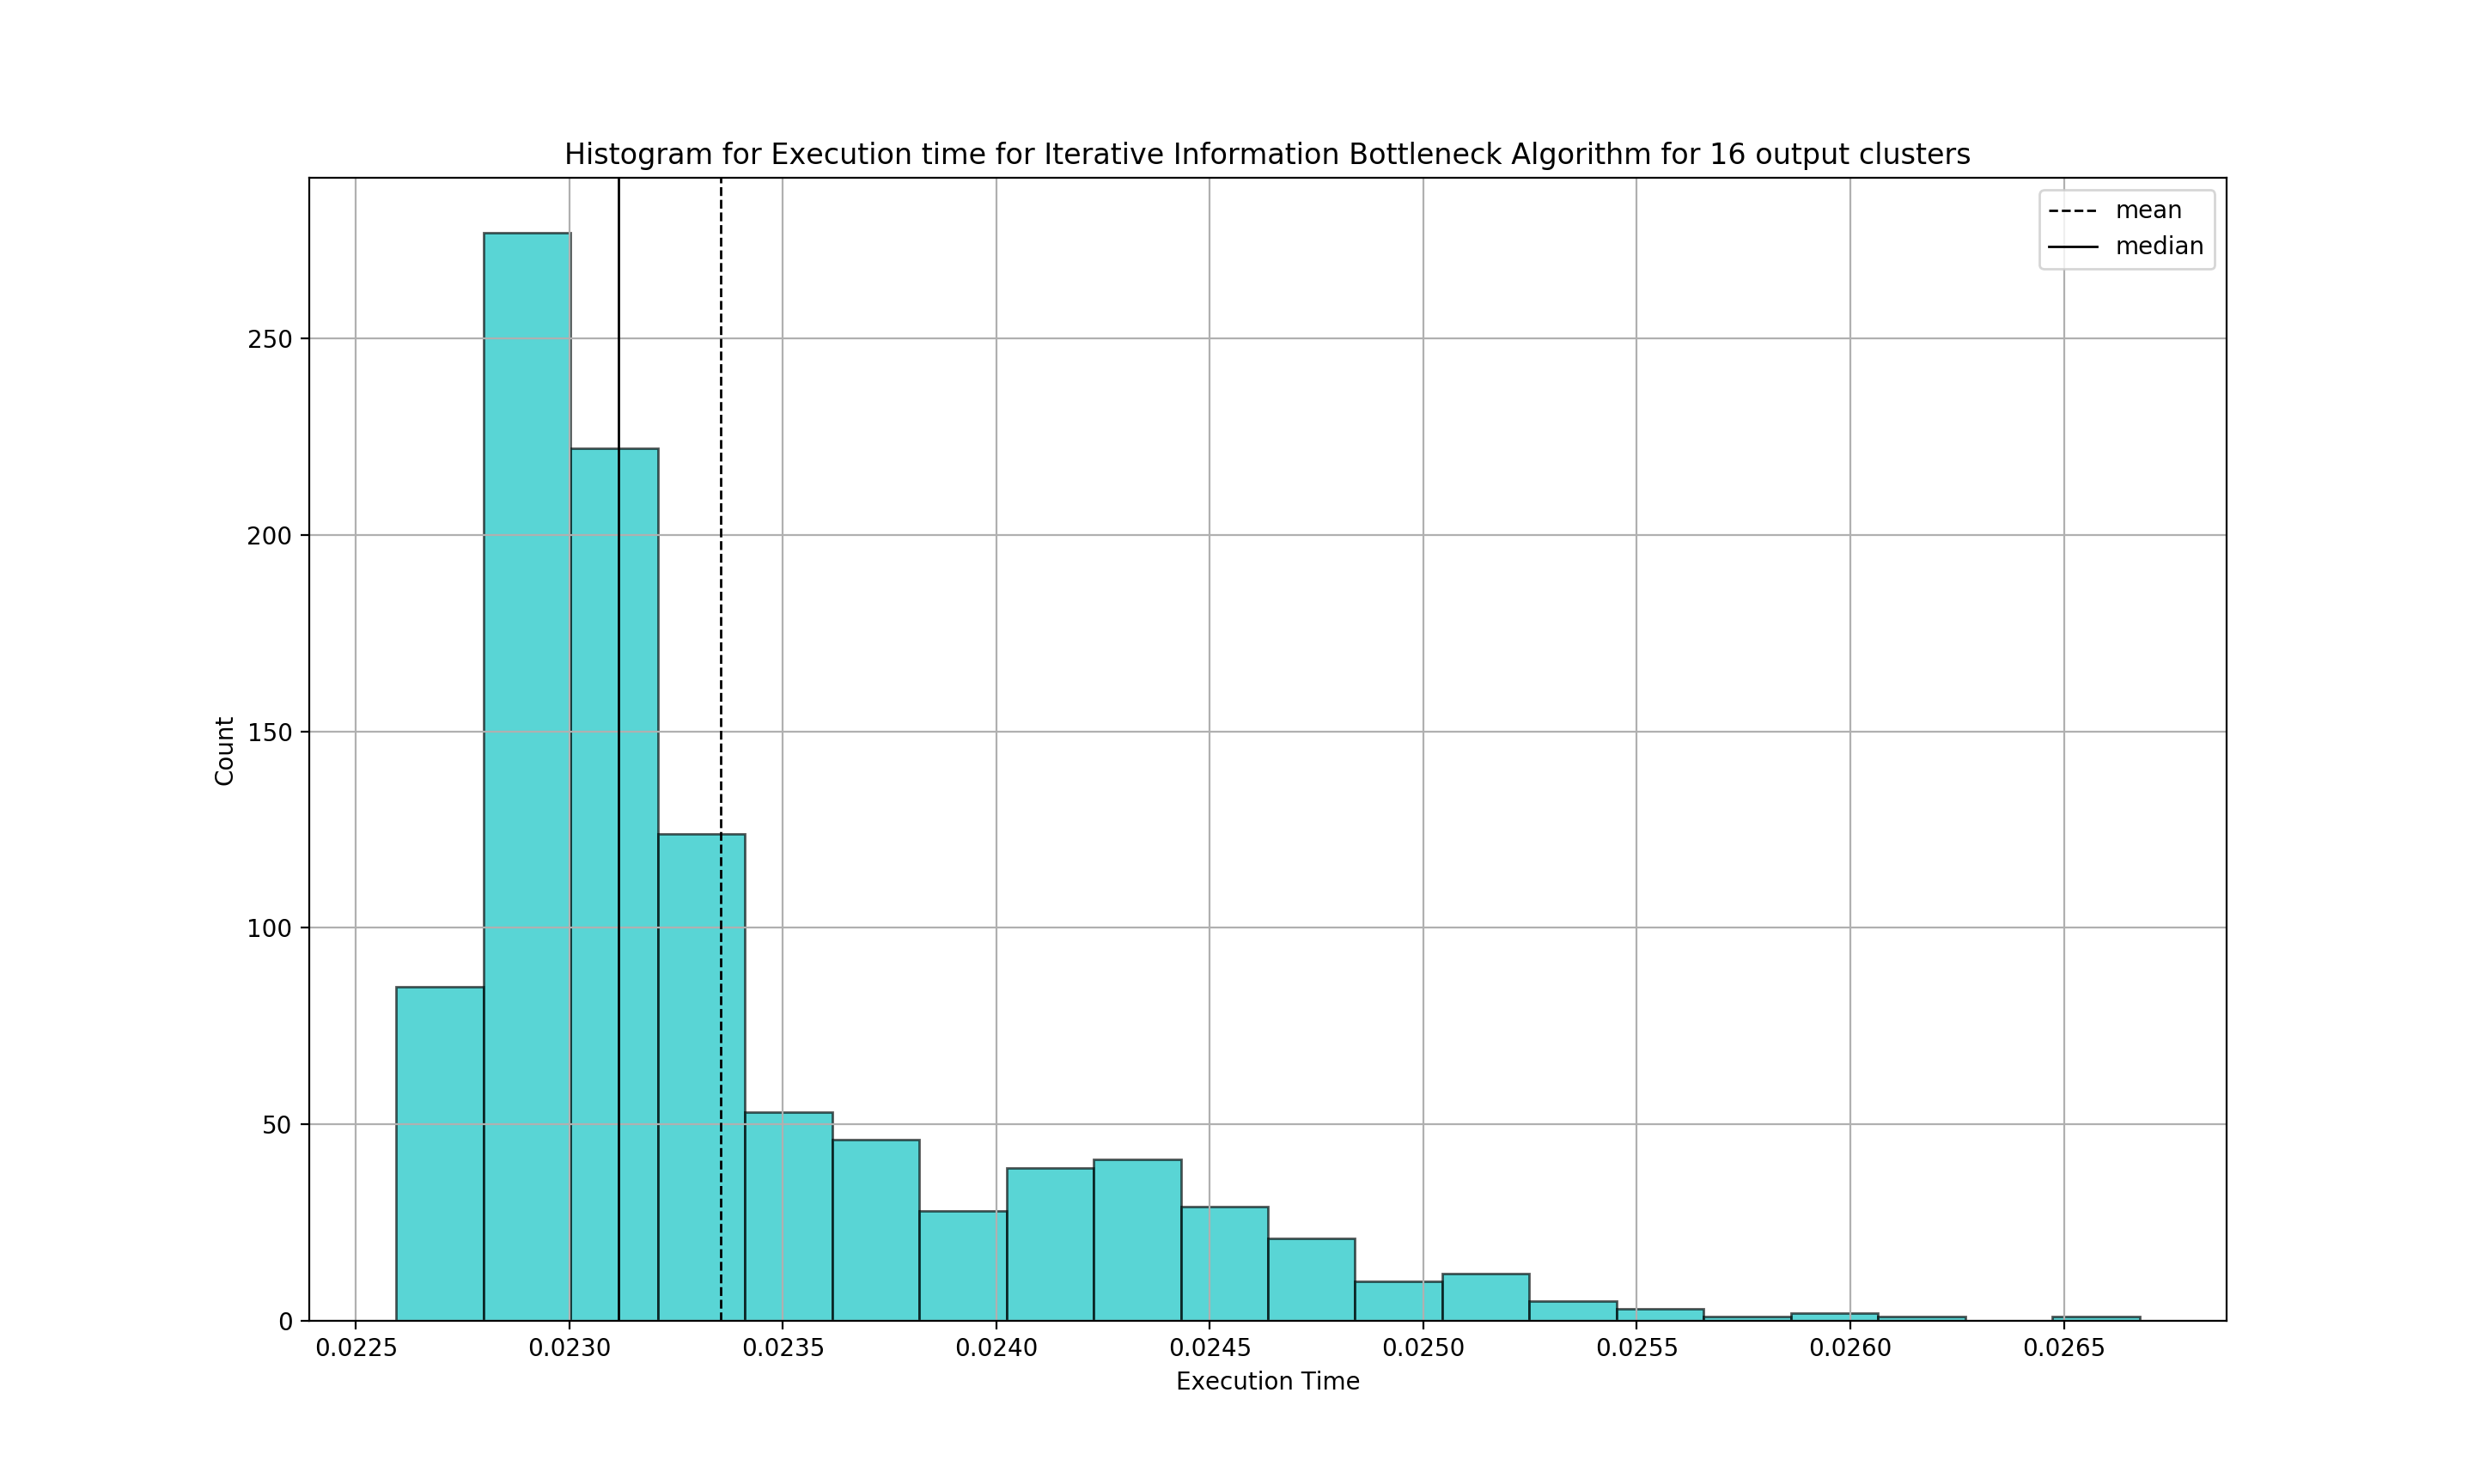 Histogram for Execution time for Iterative Information Bottleneck Algorithm for 16 output clusters
mean
median
250
200
150
100
50
0
Count
0.0225 0.0230 0.0235 0.0240 0.0245 0.0250 0.0255 0.0260 0.0265
Execution Time